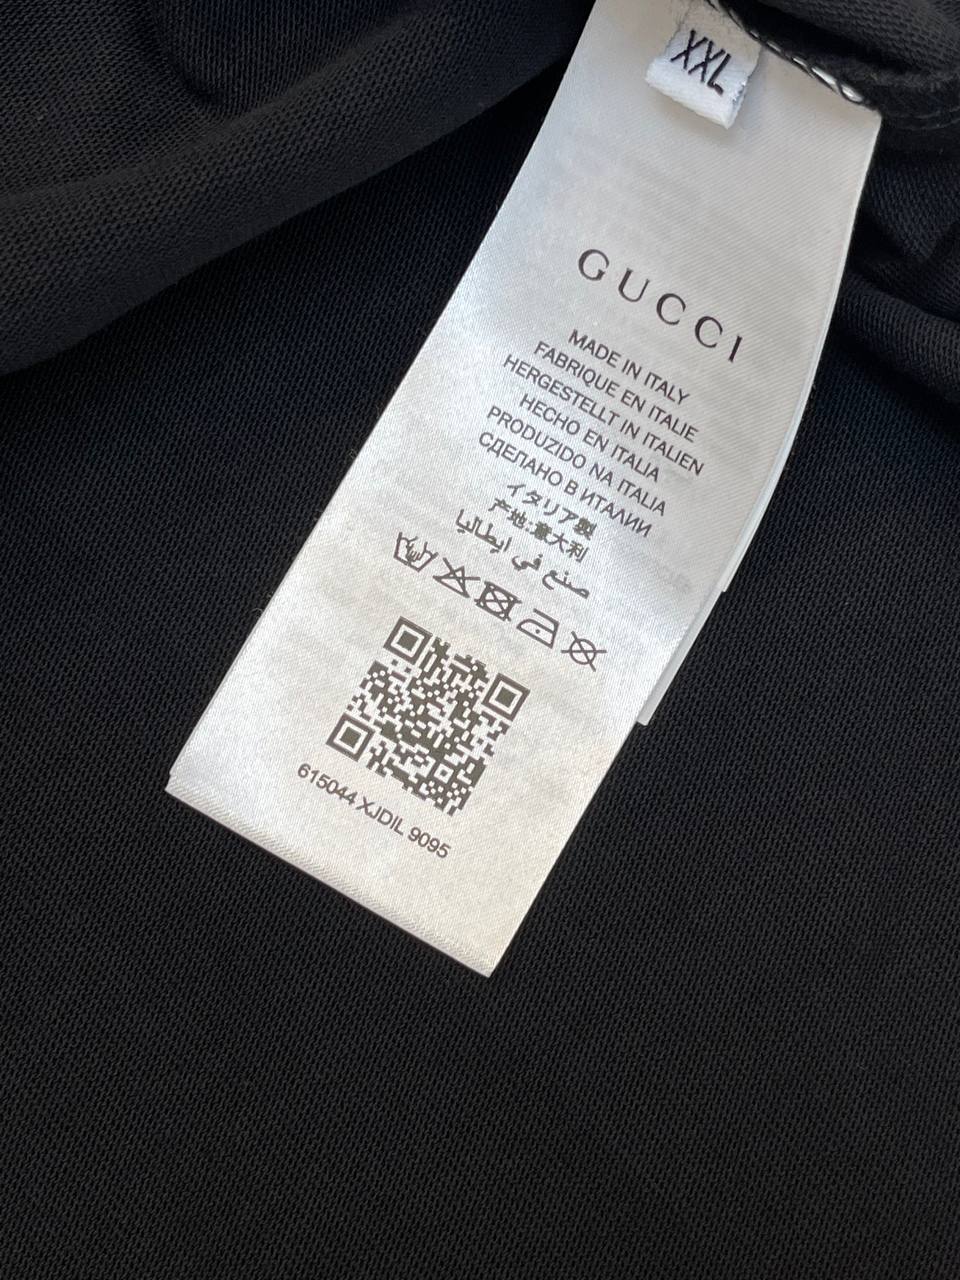 XXL
GUCCI
MADE IN ITALY
FABRIQUE EN ITALIE
HERGESTELLT IN ITALIEN
HECHO EN ITALIA
PRODUZIDO NA ITALIA
СДЕЛАНО В ИТАЛИИ
イタリア製
产地:意大利
صنع في إيطاليا
615044 XJDIL 9095